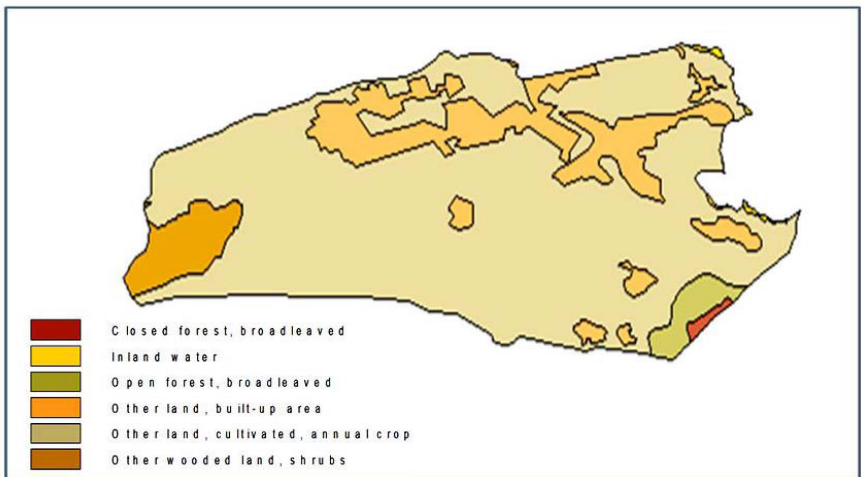 Closed forest, broadleaved
Inland water
Open forest, broadleaved
Other land, built-up area
Other land, cultivated, annual crop
Other wooded land, shrubs